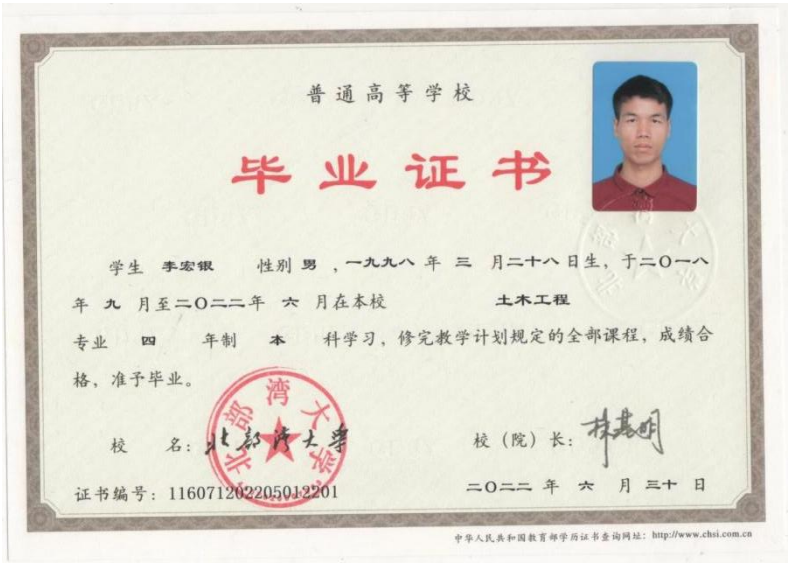 普通高等学校
毕业证书
学生 李宏银 性别 男 ，一九九八 年 三 月二十八日生，于二〇一八
年 九 月至二〇二二年 六 月在本校 土木工程
专业 四 年制 本 科学习，修完教学计划规定的全部课程，成绩合
格，准予毕业。
北部湾大学
校 名：北部湾大学 校（院）长：
证书编号：116071202205012201 二〇二二 年 六 月 三十 日
中华人民共和国教育部学历证书查询网址：http://www.chsi.com.cn